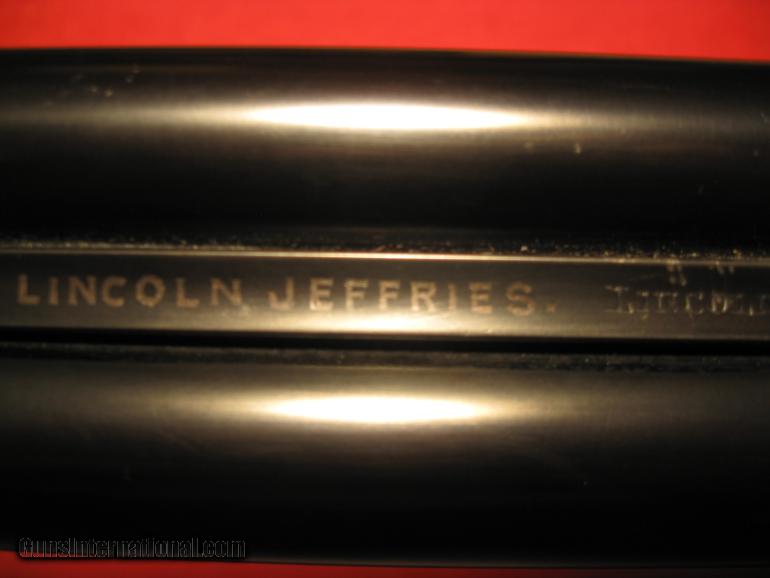 LINCOLN JEFFRIES.
GunsInternational.com